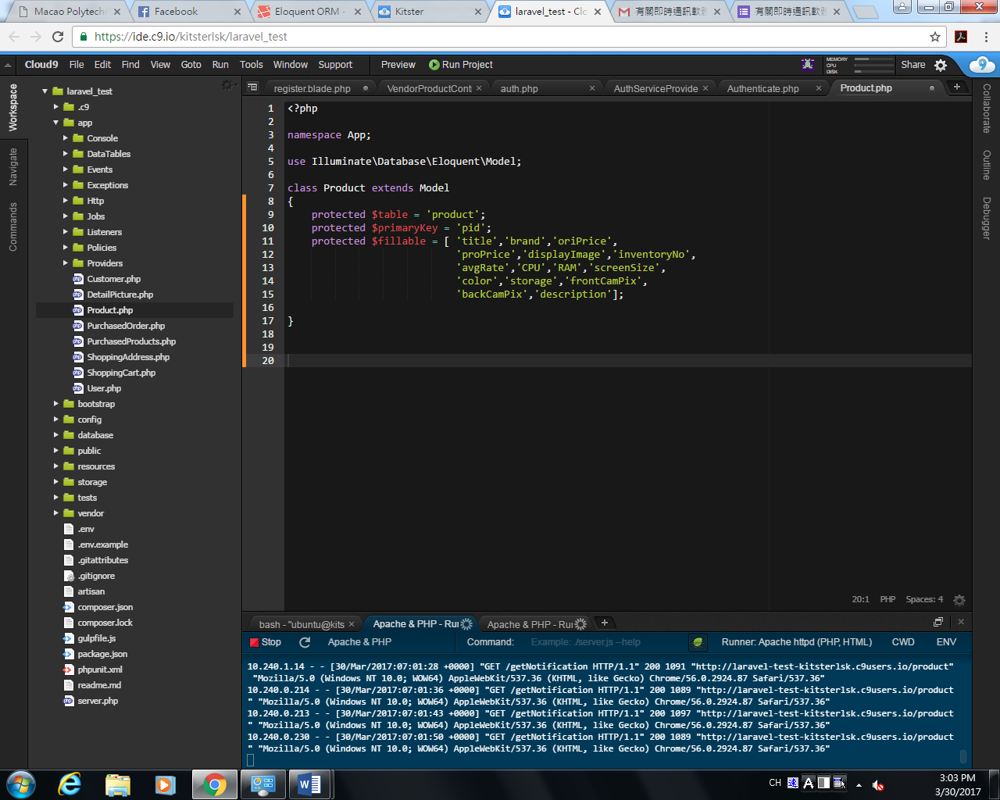 Macao Polytechn
Facebook
Eloquent ORM -
Kitster
laravel_test - Clo
有關即時通訊軟
有關即時通訊軟
https://ide.c9.io/kitsterlsk/laravel_test
Cloud9 File Edit Find View Goto Run Tools Window Support Preview Run Project MEMORY CPU DISK Share
Workspace
Navigate
Commands
laravel_test
.c9
app
Console
DataTables
Events
Exceptions
Http
Jobs
Listeners
Policies
Providers
Customer.php
DetailPicture.php
Product.php
PurchasedOrder.php
PurchasedProducts.php
ShoppingAddress.php
ShoppingCart.php
User.php
bootstrap
config
database
public
resources
storage
tests
vendor
.env
.env.example
.gitattributes
.gitignore
artisan
composer.json
composer.lock
gulpfile.js
package.json
phpunit.xml
readme.md
server.php
register.blade.php VendorProductCont auth.php AuthServiceProvide Authenticate.php Product.php
1 <?php
2
3 namespace App;
4
5 use Illuminate\Database\Eloquent\Model;
6
7 class Product extends Model
8 {
9 protected $table = 'product';
10 protected $primaryKey = 'pid';
11 protected $fillable = [ 'title','brand','oriPrice',
12 'proPrice','displayImage','inventoryNo',
13 'avgRate','CPU','RAM','screenSize',
14 'color','storage','frontCamPix',
15 'backCamPix','description'];
16
17 }
18
19
20
20:1 PHP Spaces: 4
Collaborate
Outline
Debugger
bash - "ubuntu@kits Apache & PHP - Rui Apache & PHP - Rui
Stop Apache & PHP Command: Example: ./server.js --help Runner: Apache httpd (PHP, HTML) CWD ENV
10.240.1.14 - - [30/Mar/2017:07:01:28 +0000] "GET /getNotification HTTP/1.1" 200 1091 "http://laravel-test-kitsterlsk.c9users.io/product"
"Mozilla/5.0 (Windows NT 10.0; WOW64) AppleWebKit/537.36 (KHTML, like Gecko) Chrome/56.0.2924.87 Safari/537.36"
10.240.0.214 - - [30/Mar/2017:07:01:36 +0000] "GET /getNotification HTTP/1.1" 200 1089 "http://laravel-test-kitsterlsk.c9users.io/product
" "Mozilla/5.0 (Windows NT 10.0; WOW64) AppleWebKit/537.36 (KHTML, like Gecko) Chrome/56.0.2924.87 Safari/537.36"
10.240.0.213 - - [30/Mar/2017:07:01:43 +0000] "GET /getNotification HTTP/1.1" 200 1097 "http://laravel-test-kitsterlsk.c9users.io/product
" "Mozilla/5.0 (Windows NT 10.0; WOW64) AppleWebKit/537.36 (KHTML, like Gecko) Chrome/56.0.2924.87 Safari/537.36"
10.240.0.230 - - [30/Mar/2017:07:01:50 +0000] "GET /getNotification HTTP/1.1" 200 1089 "http://laravel-test-kitsterlsk.c9users.io/product
" "Mozilla/5.0 (Windows NT 10.0; WOW64) AppleWebKit/537.36 (KHTML, like Gecko) Chrome/56.0.2924.87 Safari/537.36"
CH 速 A
3:03 PM
3/30/2017